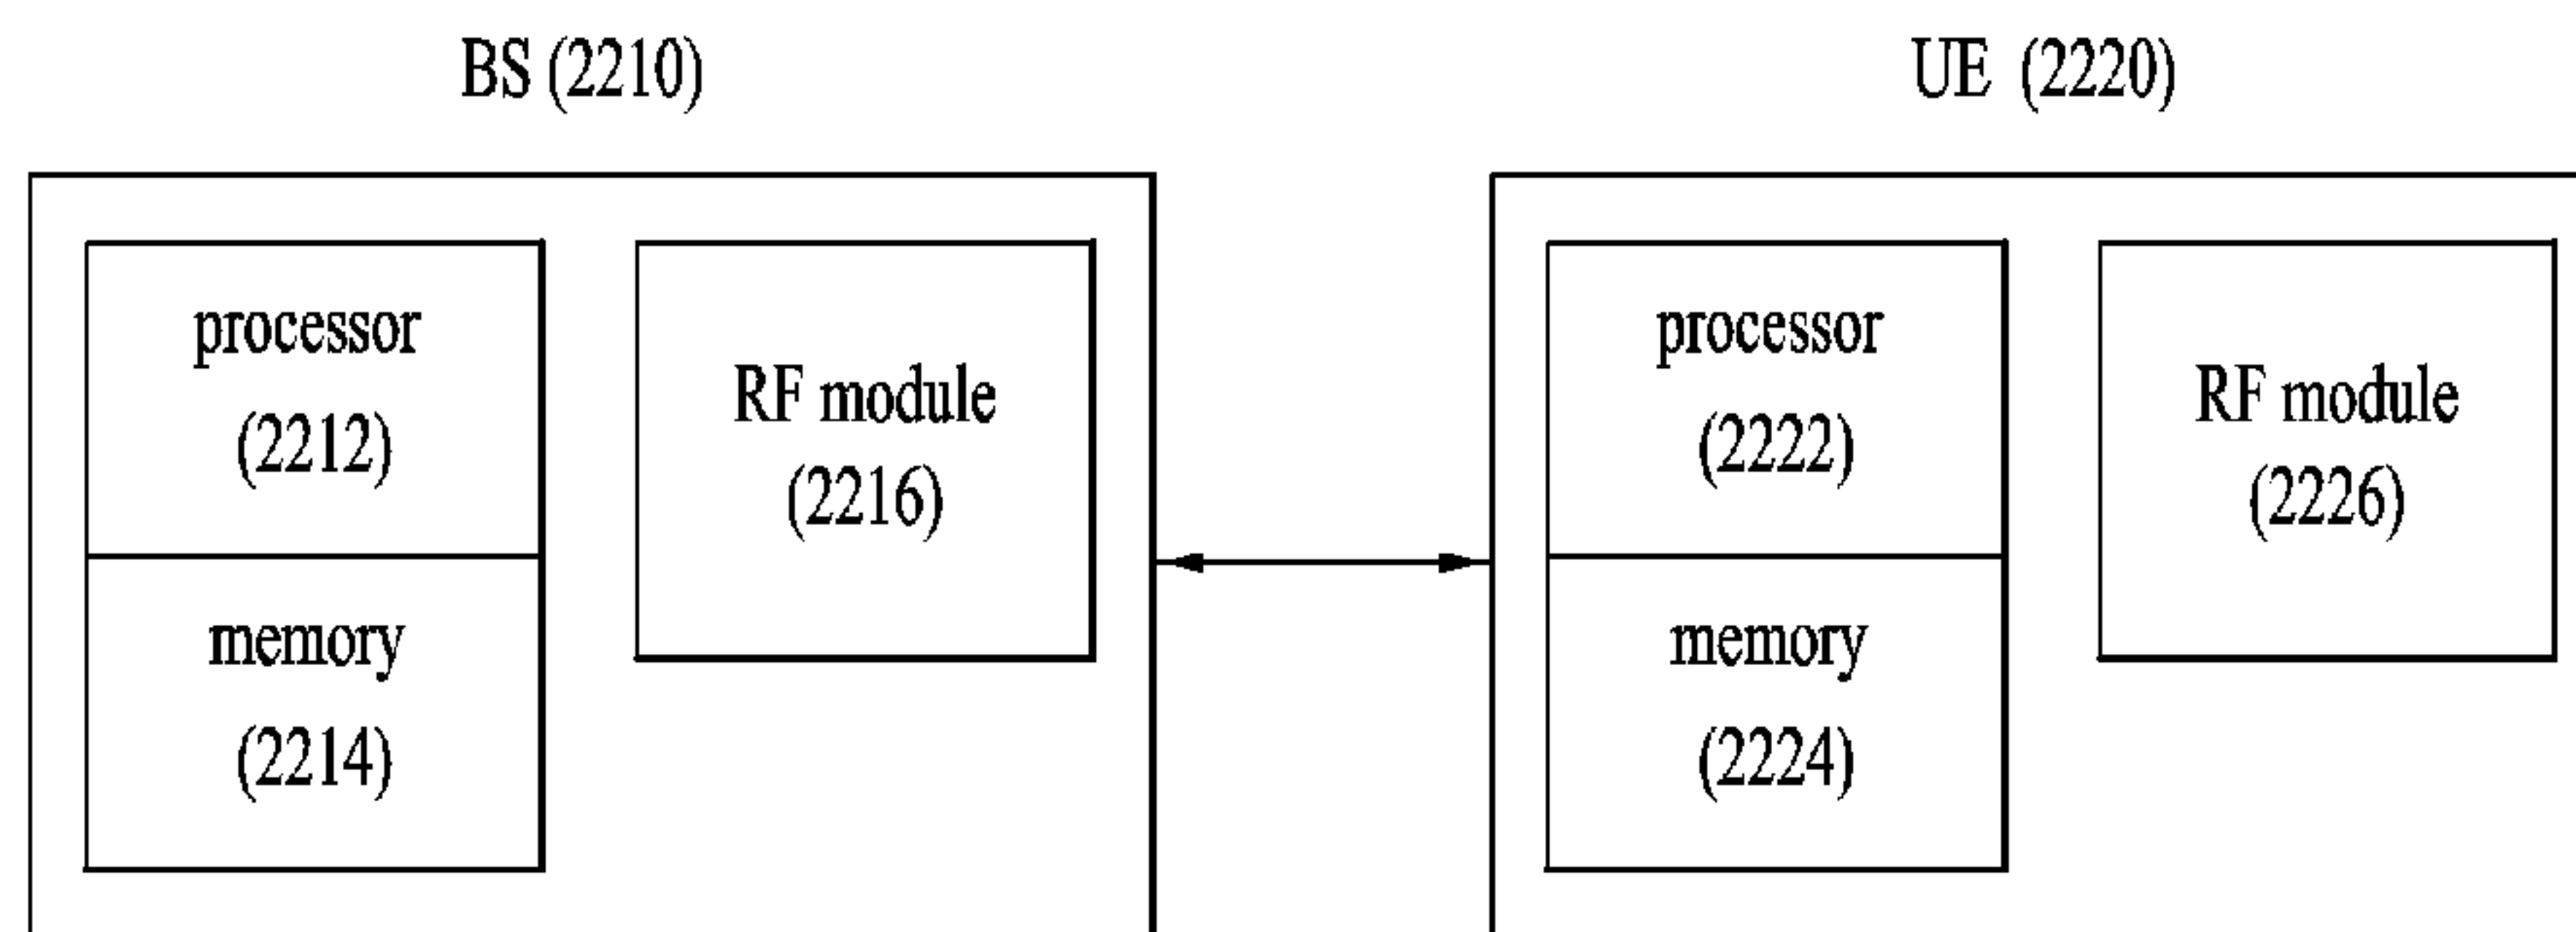 BS (2210)
UE (2220)
processor
(2212)
RF module
(2216)
memory
(2214)
processor
(2222)
RF module
(2226)
memory
(2224)